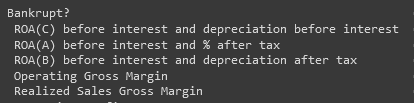 Bankrupt?
ROA(C) before interest and depreciation before interest
ROA(A) before interest and % after tax
ROA(B) before interest and depreciation after tax
Operating Gross Margin
Realized Sales Gross Margin